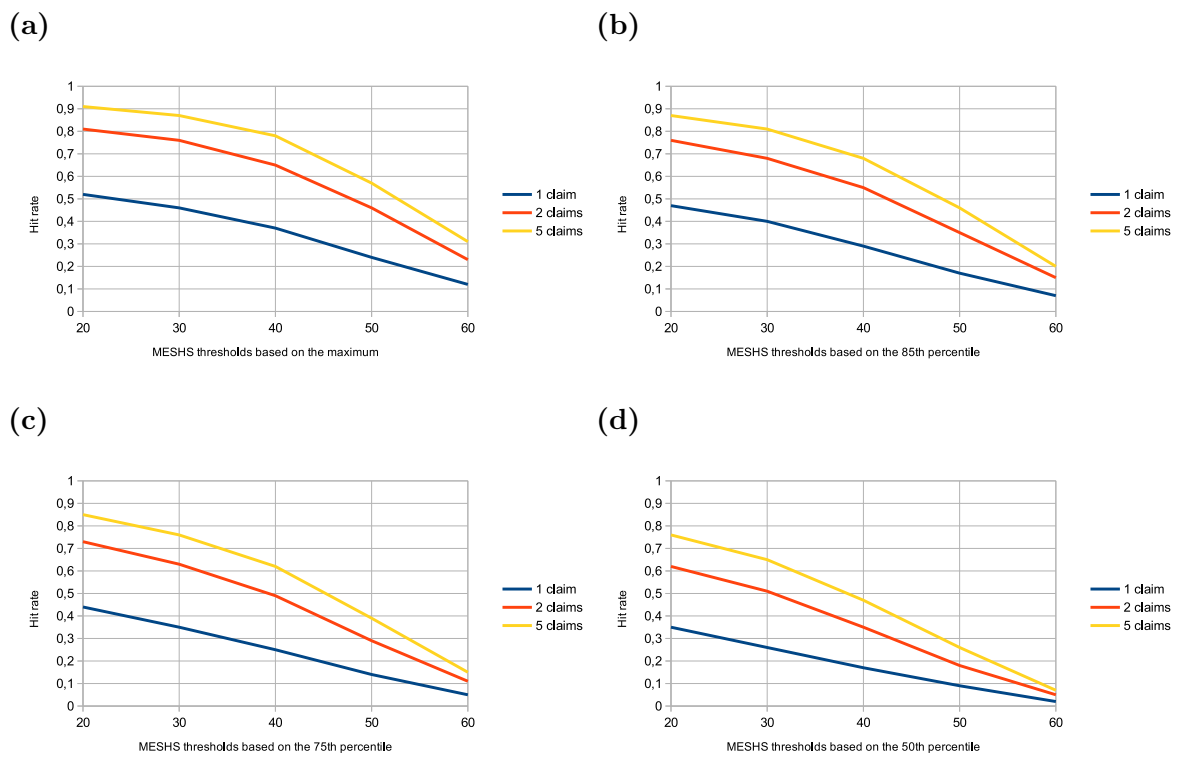 (a)
1
0,9
0,8
0,7
0,6
0,5
0,4
0,3
0,2
0,1
0
Hit rate
20 30 40 50 60
MESHS thresholds based on the maximum
1 claim
2 claims
5 claims
(b)
1
0,9
0,8
0,7
0,6
0,5
0,4
0,3
0,2
0,1
0
Hit rate
20 30 40 50 60
MESHS thresholds based on the 85th percentile
1 claim
2 claims
5 claims
(c)
1
0,9
0,8
0,7
0,6
0,5
0,4
0,3
0,2
0,1
0
Hit rate
20 30 40 50 60
MESHS thresholds based on the 75th percentile
1 claim
2 claims
5 claims
(d)
1
0,9
0,8
0,7
0,6
0,5
0,4
0,3
0,2
0,1
0
Hit rate
20 30 40 50 60
MESHS thresholds based on the 50th percentile
1 claim
2 claims
5 claims